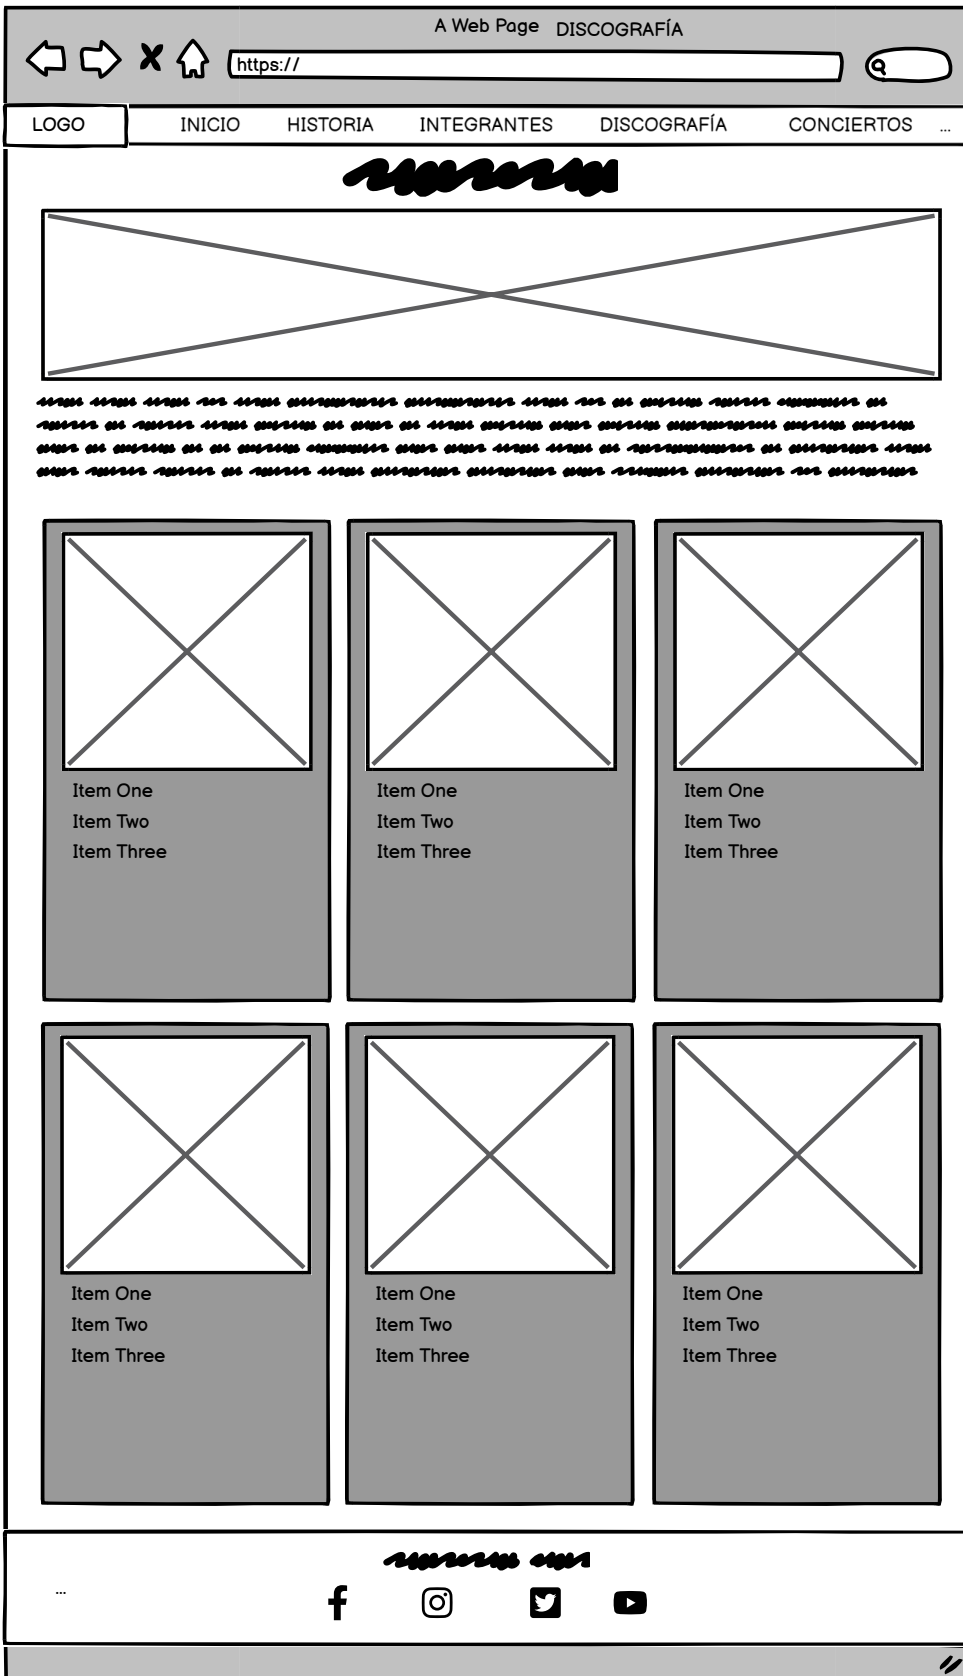 A Web Page DISCOGRAFÍA
https://
LOGO INICIO HISTORIA INTEGRANTES DISCOGRAFÍA CONCIERTOS ...
Item One Item One Item One
Item Two Item Two Item Two
Item Three Item Three Item Three
Item One Item One Item One
Item Two Item Two Item Two
Item Three Item Three Item Three
...